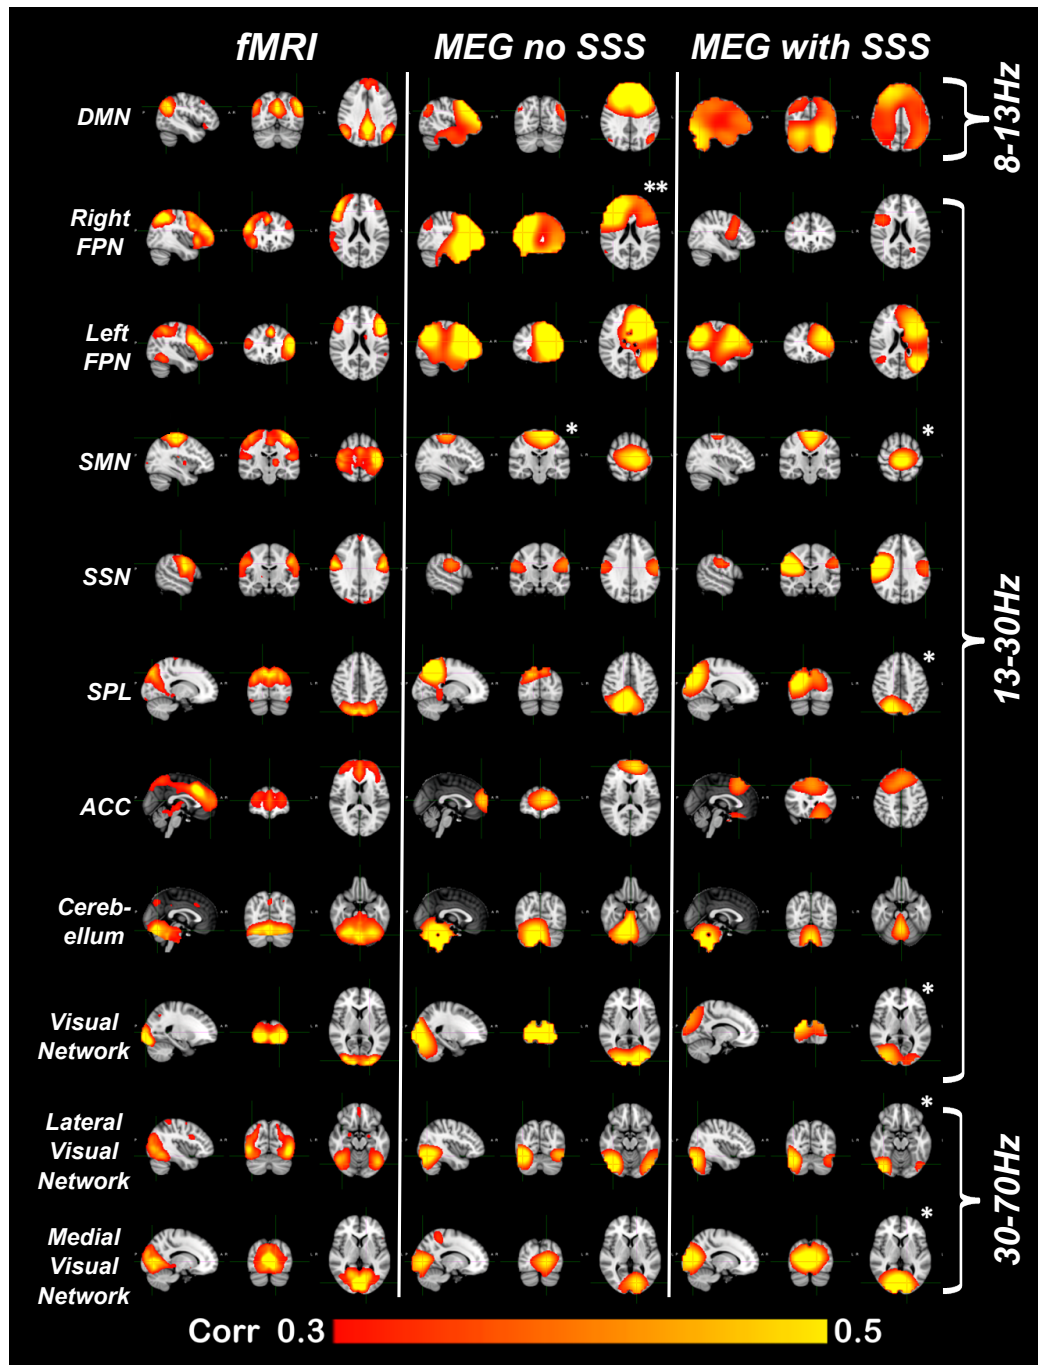 fMRI
MEG no SSS
MEG with SSS
DMN
8-13Hz
Right
FPN
**
Left
FPN
SMN
*
*
SSN
13-30Hz
SPL
*
ACC
Cereb-
ellum
Visual
Network
*
Lateral
Visual
Network
*
30-70Hz
Medial
Visual
Network
*
Corr 0.3
0.5